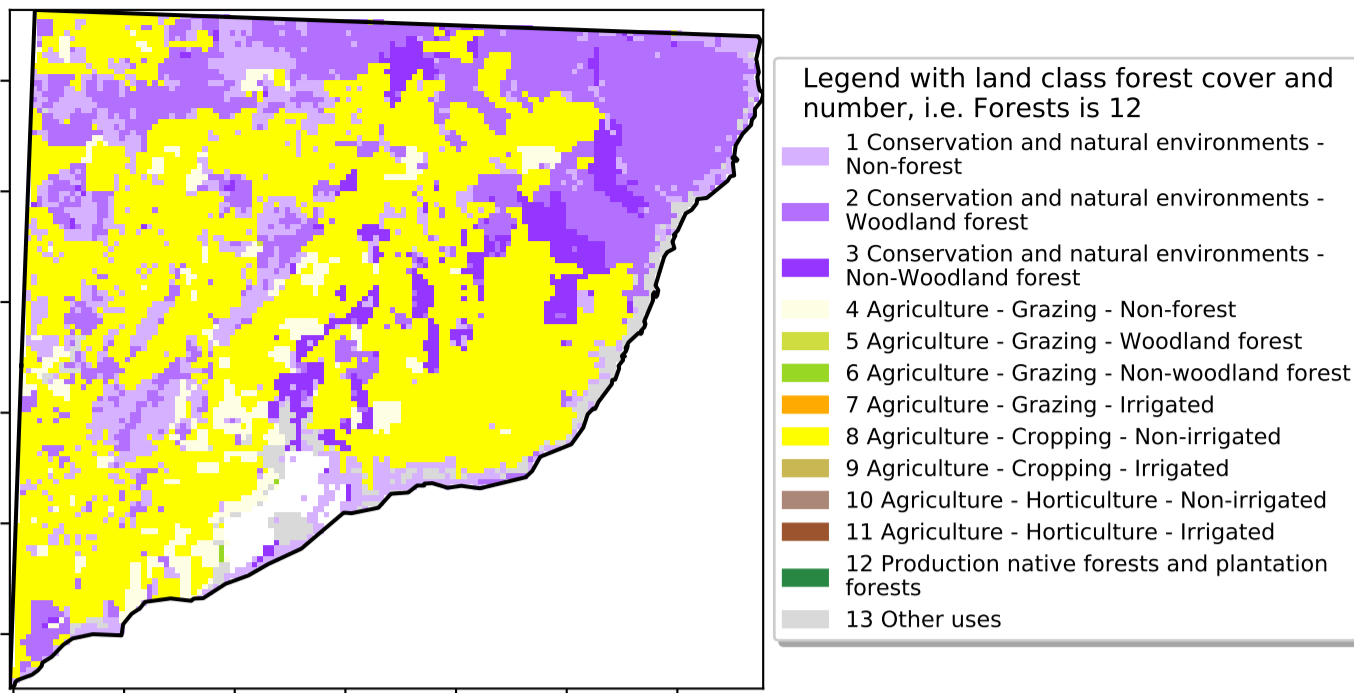 Legend with land class forest cover and
number, i.e. Forests is 12
1 Conservation and natural environments -
Non-forest
2 Conservation and natural environments -
Woodland forest
3 Conservation and natural environments -
Non-Woodland forest
4 Agriculture - Grazing - Non-forest
5 Agriculture - Grazing - Woodland forest
6 Agriculture - Grazing - Non-woodland forest
7 Agriculture - Grazing - Irrigated
8 Agriculture - Cropping - Non-irrigated
9 Agriculture - Cropping - Irrigated
10 Agriculture - Horticulture - Non-irrigated
11 Agriculture - Horticulture - Irrigated
12 Production native forests and plantation
forests
13 Other uses